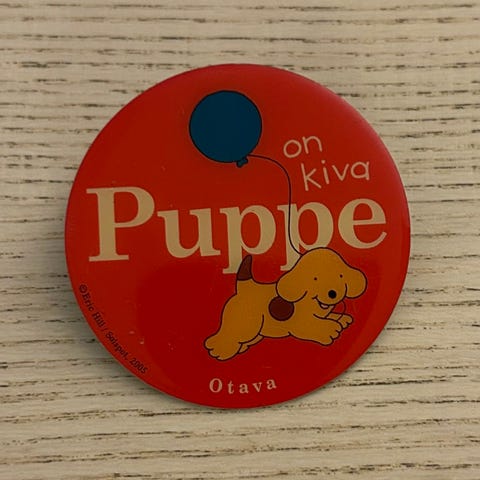 on
kiva
Puppe
©Eric Hill / Salspot, 2005
Otava